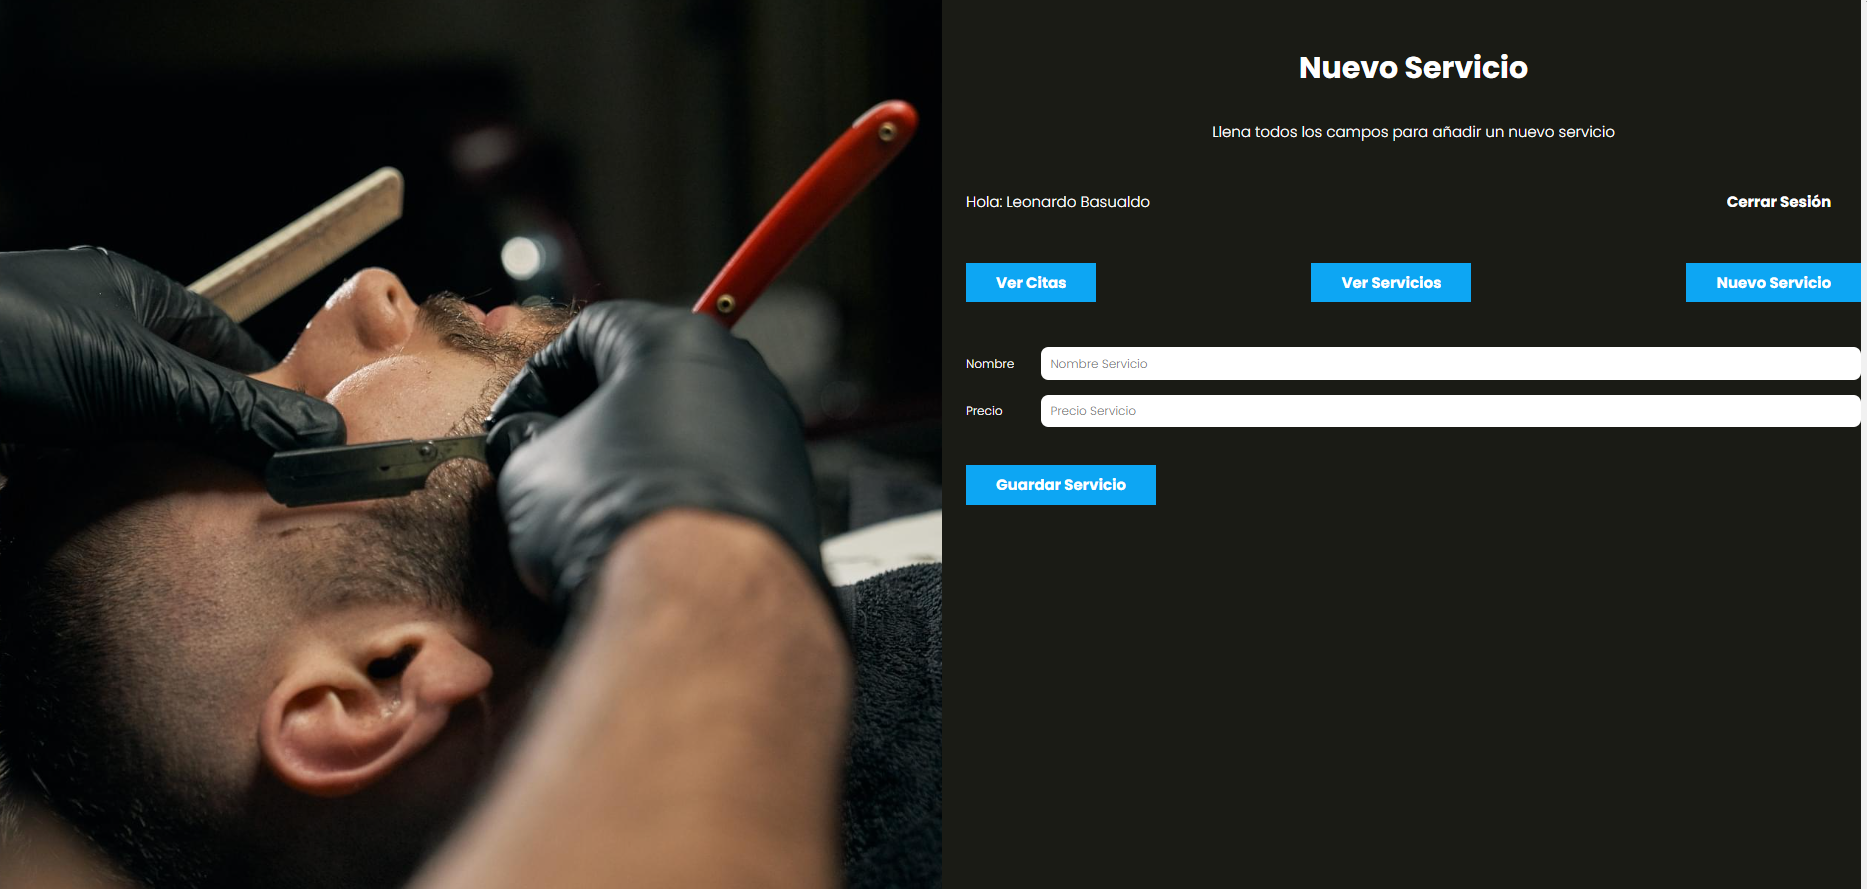 Nuevo Servicio
Llena todos los campos para añadir un nuevo servicio
Hola: Leonardo Basualdo
Cerrar Sesión
Ver Citas
Ver Servicios
Nuevo Servicio
Nombre
Nombre Servicio
Precio
Precio Servicio
Guardar Servicio